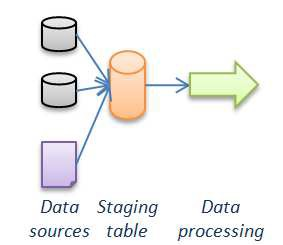 Data sources
Staging table
Data processing